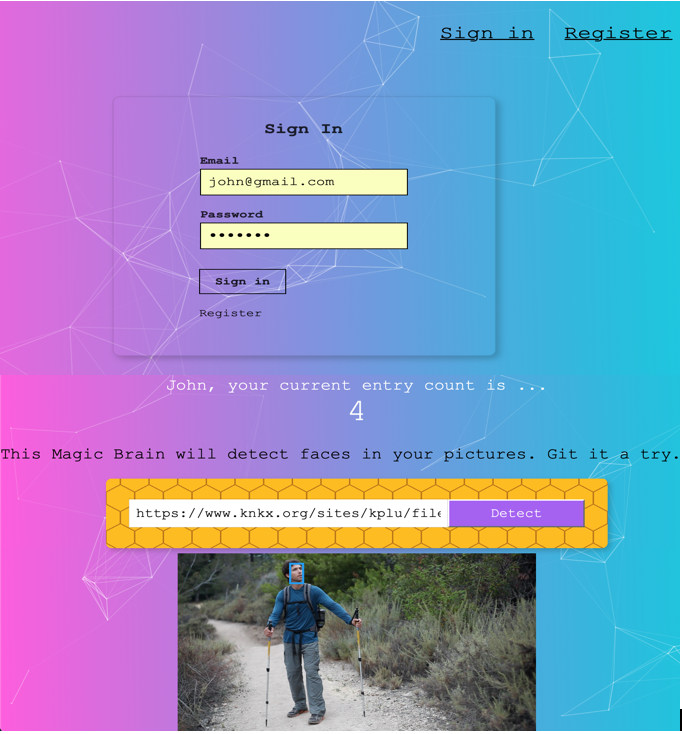 Sign in Register
Sign In
Email
john@gmail.com
Password
Sign in
Register
John, your current entry count is ...
4
This Magic Brain will detect faces in your pictures. Git it a try.
https://www.knkx.org/sites/kplu/file Detect